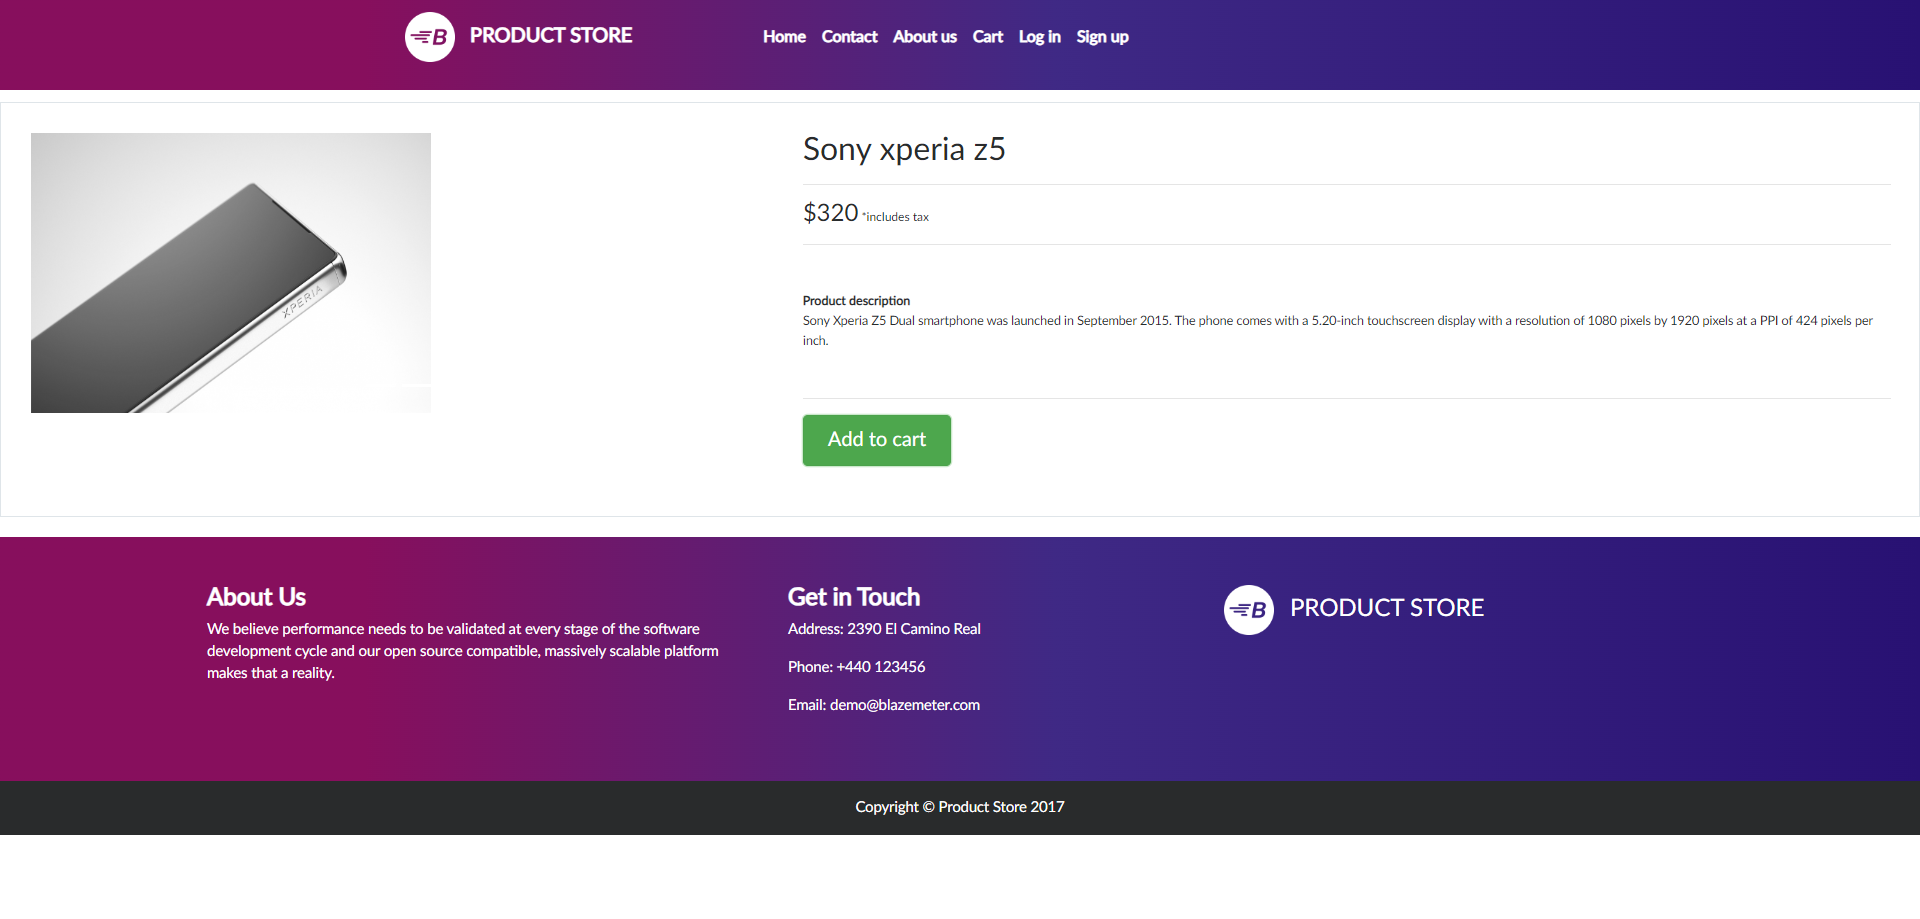 B PRODUCT STORE Home Contact About us Cart Log in Sign up
Sony xperia z5
$320 *includes tax
XPERIA
Product description
Sony Xperia Z5 Dual smartphone was launched in September 2015. The phone comes with a 5.20-inch touchscreen display with a resolution of 1080 pixels by 1920 pixels at a PPI of 424 pixels per
inch.
Add to cart
About Us
We believe performance needs to be validated at every stage of the software
development cycle and our open source compatible, massively scalable platform
makes that a reality.
Get in Touch
Address: 2390 El Camino Real
Phone: +440 123456
Email: demo@blazemeter.com
B PRODUCT STORE
Copyright © Product Store 2017